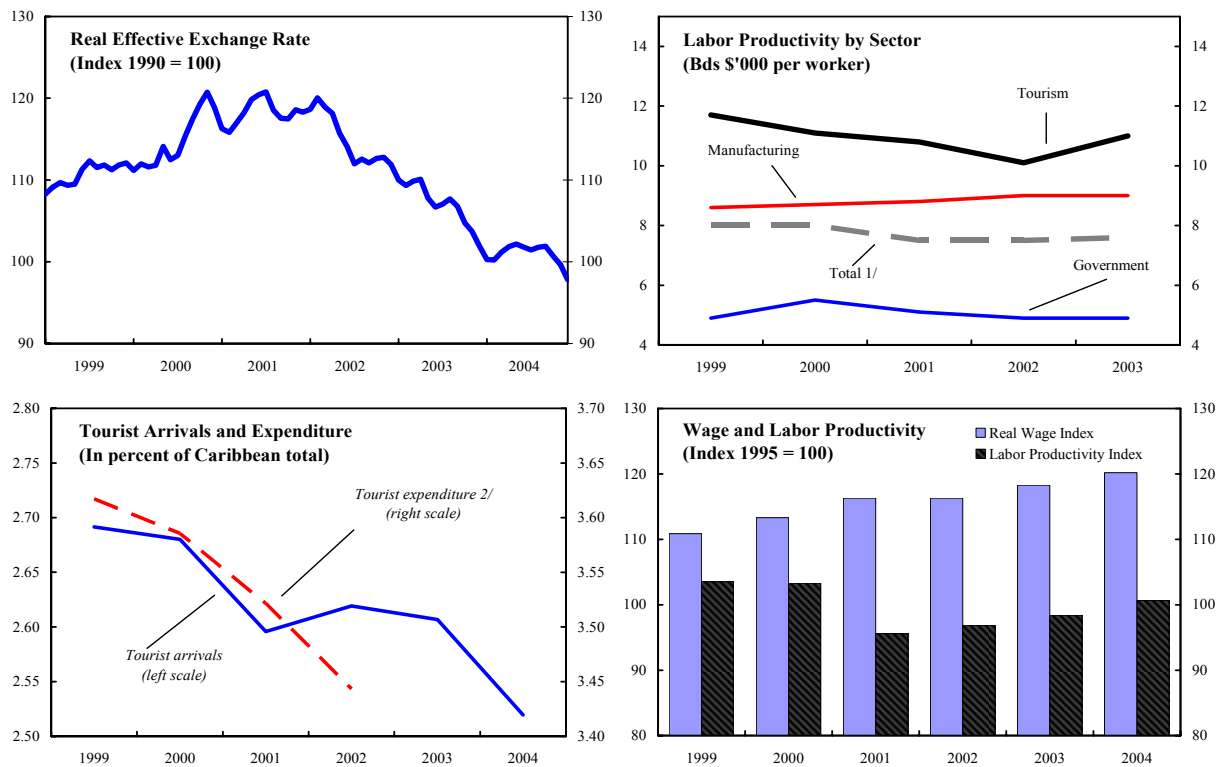 Real Effective Exchange Rate
(Index 1990 = 100)
130
120
110
100
90
130
120
110
100
90
1999 2000 2001 2002 2003 2004
Labor Productivity by Sector
(Bds $'000 per worker)
14
12
10
8
6
4
14
12
10
8
6
4
Tourism
Manufacturing
Total 1/
Government
1999 2000 2001 2002 2003
Tourist Arrivals and Expenditure
(In percent of Caribbean total)
2.80
2.75
2.70
2.65
2.60
2.55
2.50
3.70
3.65
3.60
3.55
3.50
3.45
3.40
Tourist expenditure 2/
(right scale)
Tourist arrivals
(left scale)
1999 2000 2001 2002 2003 2004
Wage and Labor Productivity
(Index 1995 = 100)
Real Wage Index
Labor Productivity Index
130
120
110
100
90
80
130
120
110
100
90
80
1999 2000 2001 2002 2003 2004